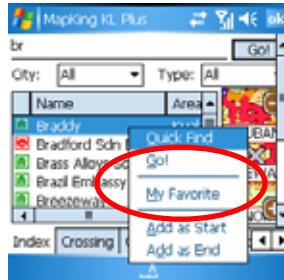 MapKing KL Plus ok
br Go!
City: All Type: All
Name Area
Braddy
Bradford Sdn
Brass Alloys
Brazil Embassy
Breezeway
Quick Find
Go!
My Favorite
Add as Start
Add as End
Index Crossing